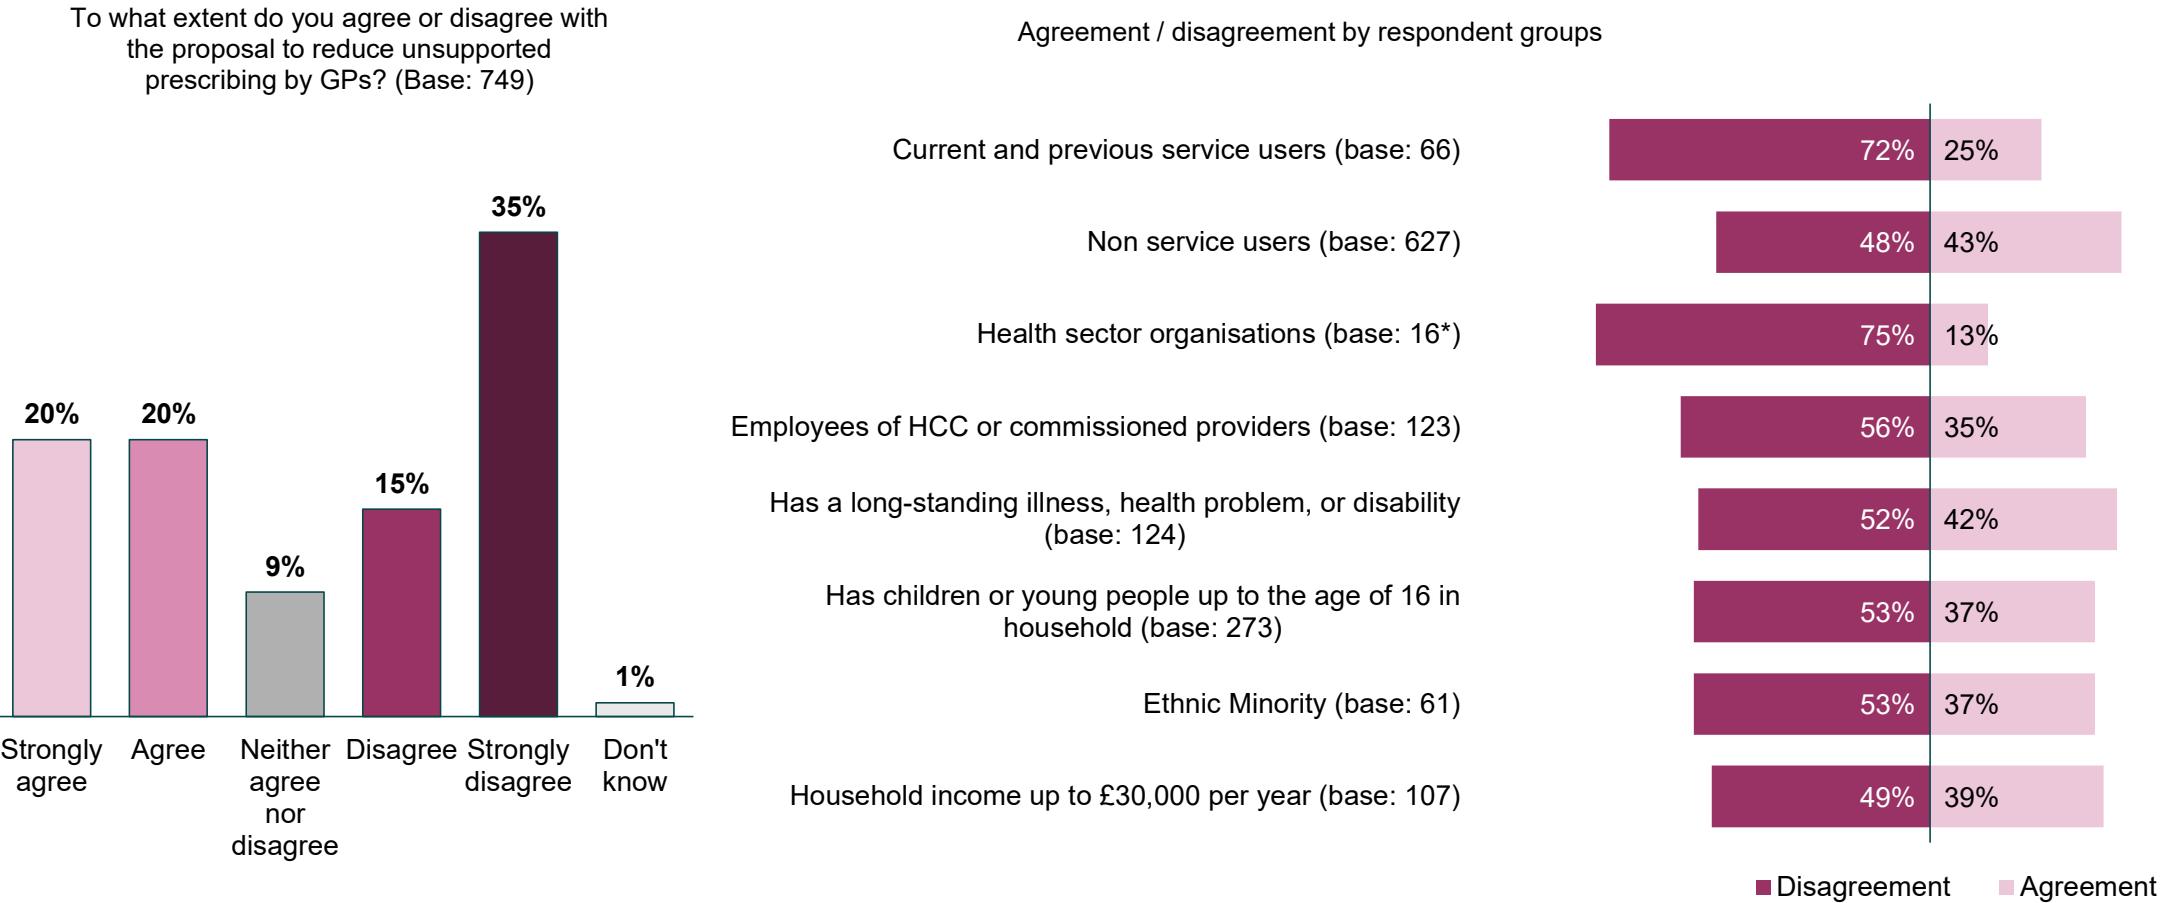 To what extent do you agree or disagree with
the proposal to reduce unsupported
prescribing by GPs? (Base: 749)
20%
20%
9%
15%
35%
1%
Strongly
agree
Agree
Neither
agree
nor
disagree
Disagree
Strongly
disagree
Don't
know
Agreement / disagreement by respondent groups
Current and previous service users (base: 66)
72% 25%
Non service users (base: 627)
48% 43%
Health sector organisations (base: 16*)
75% 13%
Employees of HCC or commissioned providers (base: 123)
56% 35%
Has a long-standing illness, health problem, or disability
(base: 124)
52% 42%
Has children or young people up to the age of 16 in
household (base: 273)
53% 37%
Ethnic Minority (base: 61)
53% 37%
Household income up to £30,000 per year (base: 107)
49% 39%
Disagreement Agreement